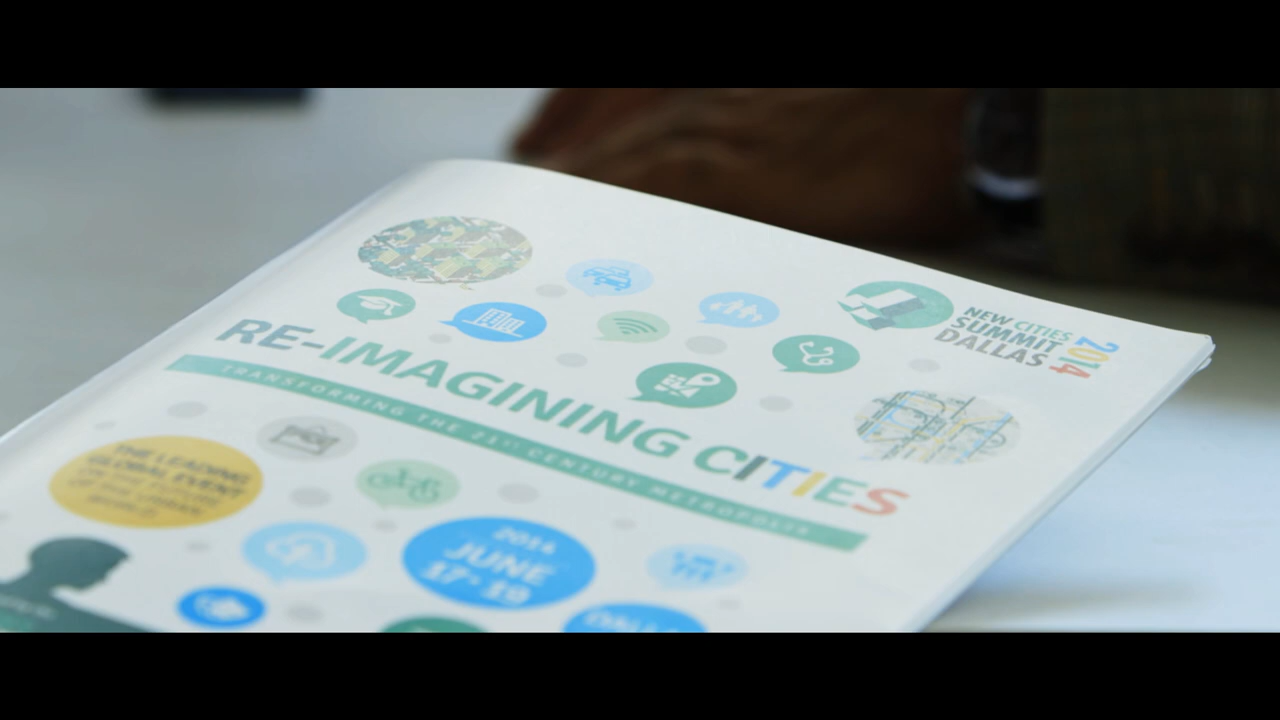 NEW CITIES
SUMMIT
DALLAS
2014
RE-IMAGINING CITIES
TRANSFORMING THE 21ST CENTURY METROPOLIS
THE LEADING
GLOBAL EVENT
2014
JUNE
17-19